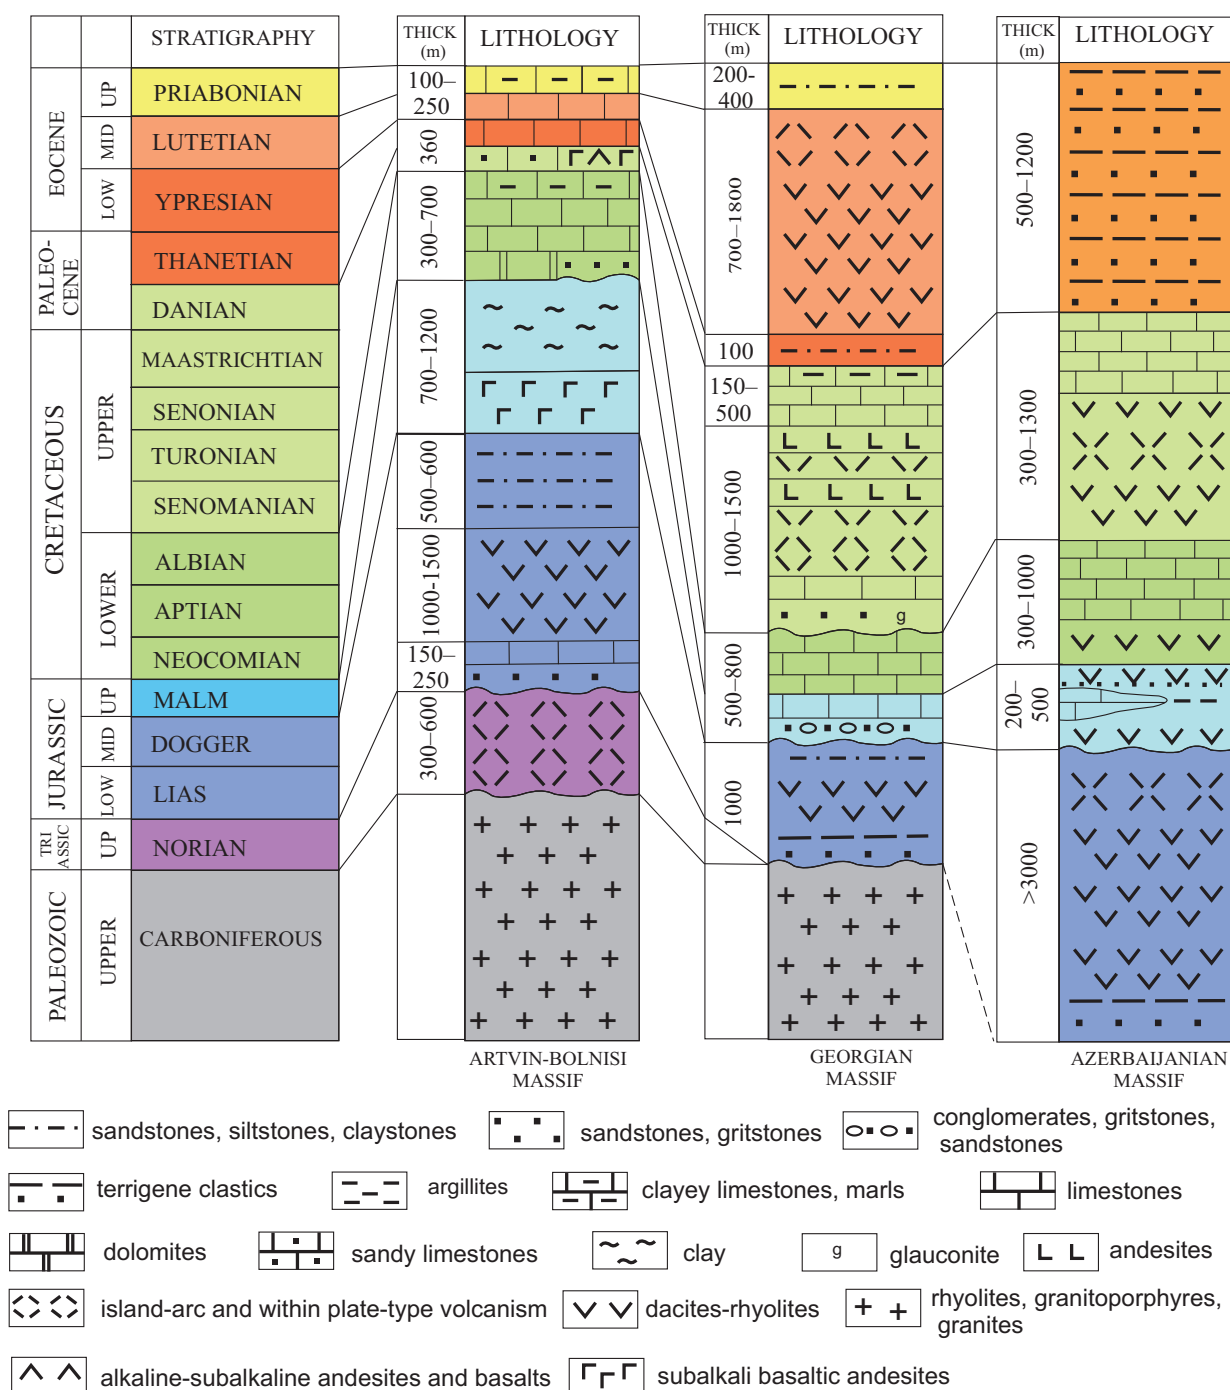 STRATIGRAPHY
THICK
(m)
LITHOLOGY
THICK
(m)
LITHOLOGY
THICK
(m)
LITHOLOGY
EOCENE
UP
MID
LOW
PALEO-
CENE
CRETACEOUS
UPPER
LOWER
JURASSIC
UP
MID
LOW
TRI
ASSIC
UP
PALEOZOIC
UPPER
PRIABONIAN
LUTETIAN
YPRESIAN
THANETIAN
DANIAN
MAASTRICHTIAN
SENONIAN
TURONIAN
SENOMANIAN
ALBIAN
APTIAN
NEOCOMIAN
MALM
DOGGER
LIAS
NORIAN
CARBONIFEROUS
100–
250
360
300–700
700–1200
500–600
1000-1500
150–
250
300–600
200-
400
700–1800
100
150–
500
1000–1500
g
500–800
1000
500–1200
300–1300
300–1000
200–
500
>3000
ARTVIN-BOLNISI
MASSIF
GEORGIAN
MASSIF
AZERBAIJANIAN
MASSIF
sandstones, siltstones, claystones
sandstones, gritstones
conglomerates, gritstones,
sandstones
terrigene clastics
argillites
clayey limestones, marls
limestones
dolomites
sandy limestones
clay
g
glauconite
andesites
island-arc and within plate-type volcanism
dacites-rhyolites
rhyolites, granitoporphyres,
granites
alkaline-subalkaline andesites and basalts
subalkali basaltic andesites